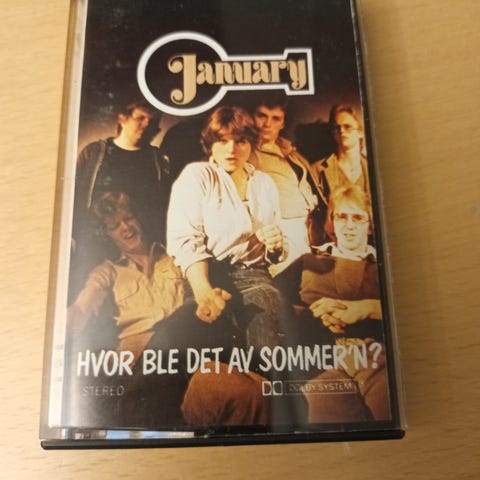 January
HVOR BLE DET AV SOMMER'N?
STEREO
DOLBY SYSTEM